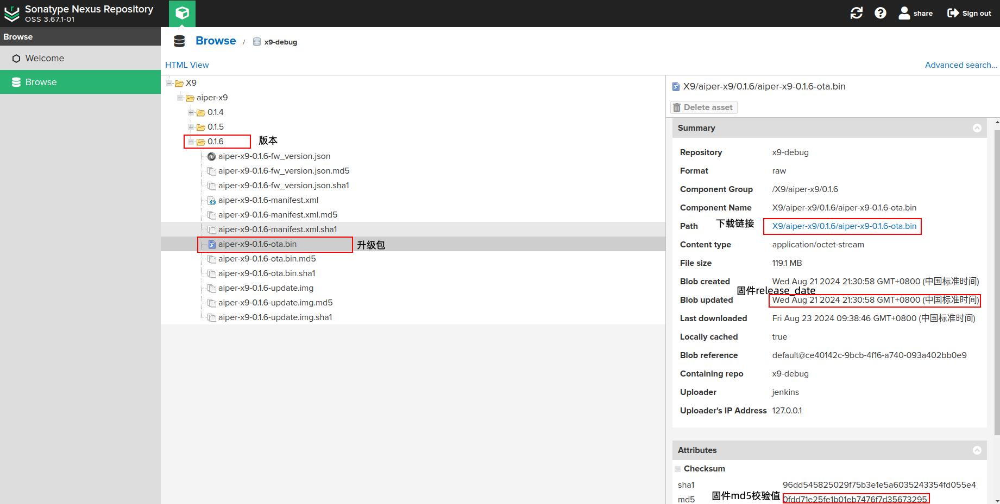 Sonatype Nexus Repository
OSS 3.67.1-01
share
Sign out
Browse
Welcome
Browse
Browse / x9-debug
HTML View
Advanced search...
X9
aiper-x9
0.1.4
0.1.5
0.1.6
版本
aiper-x9-0.1.6-fw_version.json
aiper-x9-0.1.6-fw_version.json.md5
aiper-x9-0.1.6-fw_version.json.sha1
aiper-x9-0.1.6-manifest.xml
aiper-x9-0.1.6-manifest.xml.md5
aiper-x9-0.1.6-manifest.xml.sha1
aiper-x9-0.1.6-ota.bin
升级包
aiper-x9-0.1.6-ota.bin.md5
aiper-x9-0.1.6-ota.bin.sha1
aiper-x9-0.1.6-update.img
aiper-x9-0.1.6-update.img.md5
aiper-x9-0.1.6-update.img.sha1
X9/aiper-x9/0.1.6/aiper-x9-0.1.6-ota.bin
Delete asset
Summary
Repository x9-debug
Format raw
Component Group /X9/aiper-x9/0.1.6
Component Name X9/aiper-x9/0.1.6/aiper-x9-0.1.6-ota.bin
Path 下载链接 X9/aiper-x9/0.1.6/aiper-x9-0.1.6-ota.bin
Content type application/octet-stream
File size 119.1 MB
Blob created Wed Aug 21 2024 21:30:58 GMT+0800 (中国标准时间)
固件release_date
Blob updated Wed Aug 21 2024 21:30:58 GMT+0800 (中国标准时间)
Last downloaded Fri Aug 23 2024 09:38:46 GMT+0800 (中国标准时间)
Locally cached true
Blob reference default@ce40142c-9bcb-4f16-a740-093a402bb0e9
Containing repo x9-debug
Uploader jenkins
Uploader's IP Address 127.0.0.1
Attributes
Checksum
sha1 96dd545825029f75b3e1e5a6035243354fd055e4
md5 固件md5校验值 0fdd71e25fe1b01eb7476f7d35673295